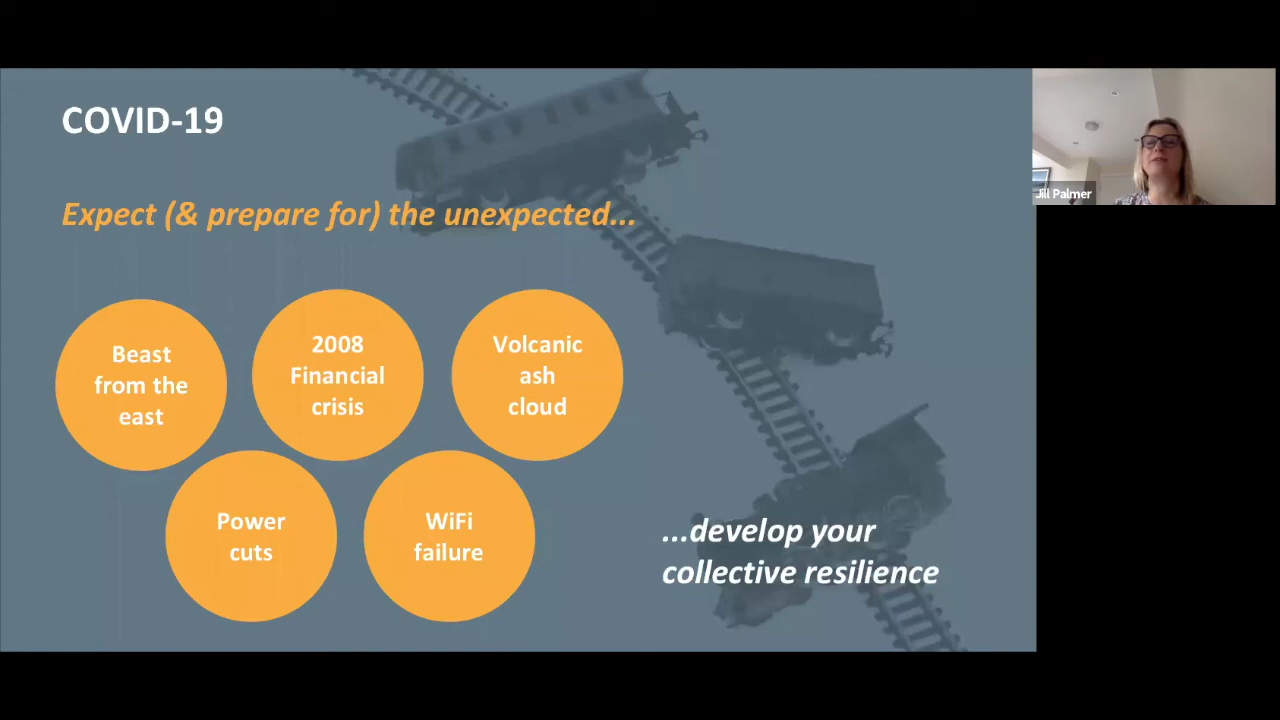 COVID-19
Expect (& prepare for) the unexpected...
Beast
from the
east
2008
Financial
crisis
Volcanic
ash
cloud
Power
cuts
WiFi
failure
...develop your
collective resilience
Jill Palmer